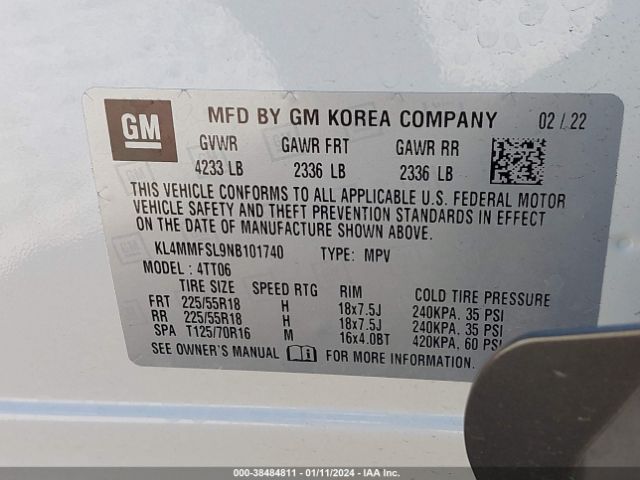 GM
MFD BY GM KOREA COMPANY 02 / 22
GVWR GAWR FRT GAWR RR
4233 LB 2336 LB 2336 LB
THIS VEHICLE CONFORMS TO ALL APPLICABLE U.S. FEDERAL MOTOR
VEHICLE SAFETY AND THEFT PREVENTION STANDARDS IN EFFECT
ON THE DATE OF MANUFACTURE SHOWN ABOVE.
KL4MMFSL9NB101740 TYPE: MPV
MODEL : 4TT06
TIRE SIZE SPEED RTG RIM COLD TIRE PRESSURE
FRT 225/55R18 H 18x7.5J 240KPA. 35 PSI
RR 225/55R18 H 18x7.5J 240KPA. 35 PSI
SPA T125/70R16 M 16x4.0BT 420KPA. 60 PSI
SEE OWNER'S MANUAL FOR MORE INFORMATION.
000-38484811 - 01/11/2024 - IAA Inc.